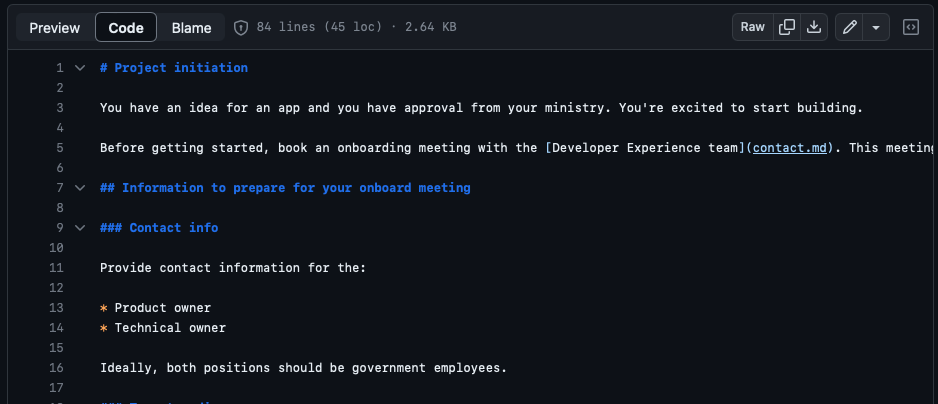 Preview Code Blame 84 lines (45 loc) · 2.64 KB Raw
1 # Project initiation
2
3 You have an idea for an app and you have approval from your ministry. You're excited to start building.
4
5 Before getting started, book an onboarding meeting with the [Developer Experience team](contact.md). This meeting
6
7 ## Information to prepare for your onboard meeting
8
9 ### Contact info
10
11 Provide contact information for the:
12
13 * Product owner
14 * Technical owner
15
16 Ideally, both positions should be government employees.
17